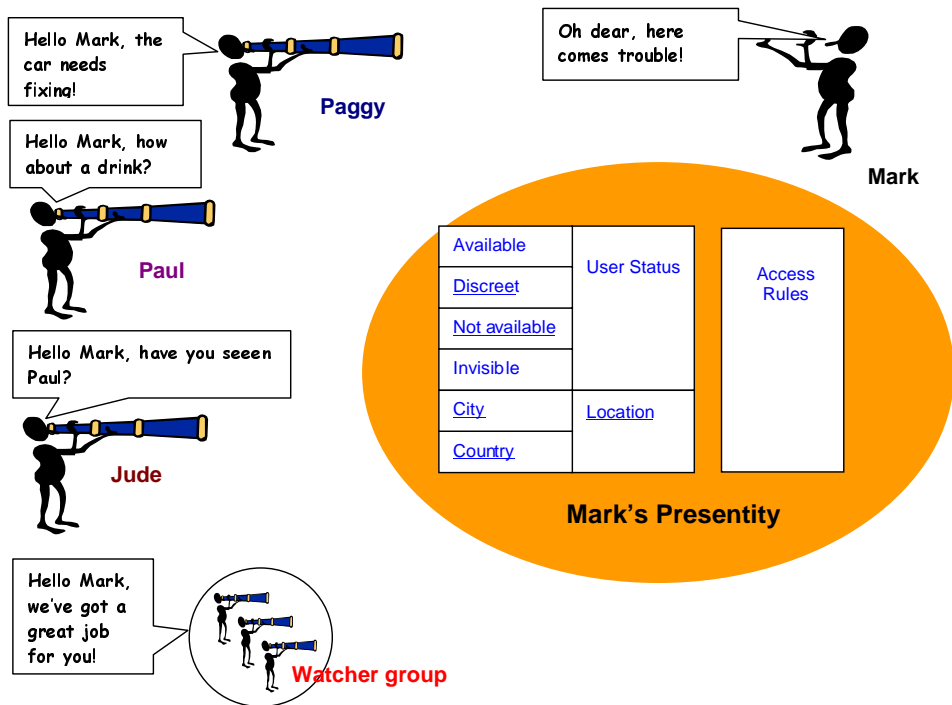 Hello Mark, the
car needs
fixing!
Paggy
Oh dear, here
comes trouble!
Mark
Hello Mark, how
about a drink?
Paul
Hello Mark, have you seeen
Paul?
Jude
Hello Mark,
we've got a
great job
for you!
Watcher group
Available
Discreet
Not available
Invisible
City
Country
User Status
Location
Access
Rules
Mark's Presentity